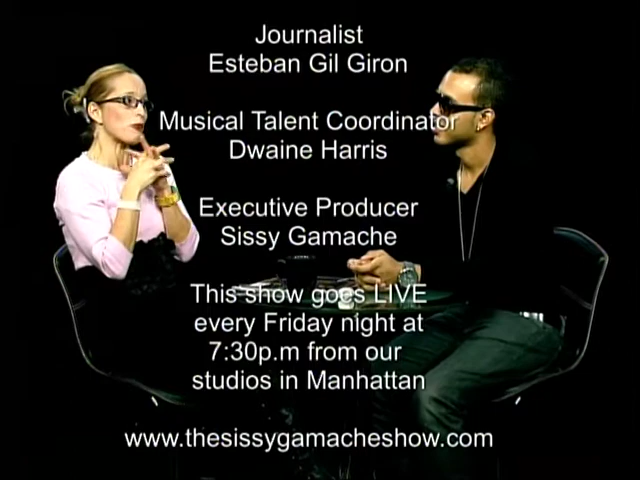 Journalist
Esteban Gil Giron
Musical Talent Coordinator
Dwaine Harris
Executive Producer
Sissy Gamache
This show goes LIVE
every Friday night at
7:30p.m from our
studios in Manhattan
www.thesissygamacheshow.com